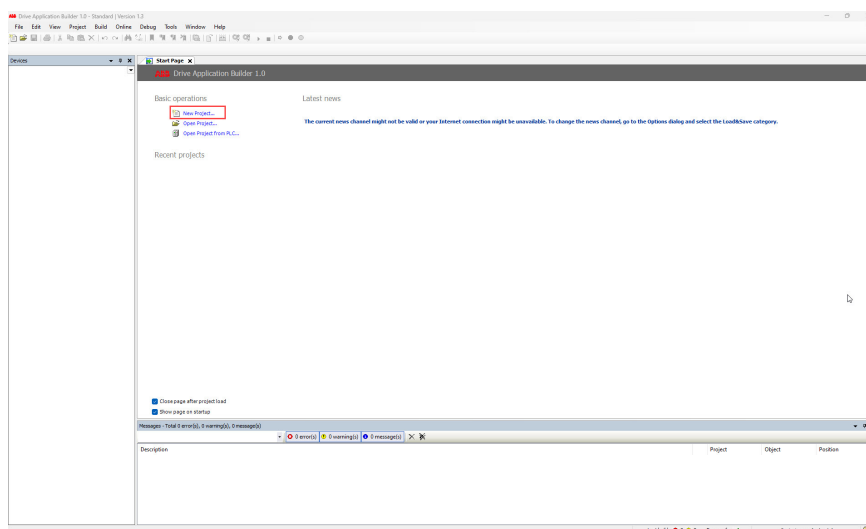 Drive Application Builder 1.0 - Standard | Version 1.3
File Edit View Project Build Online Debug Tools Window Help
Devices
Start Page
ABB Drive Application Builder 1.0
Basic operations
New Project...
Open Project...
Open Project from PLC...
Recent projects
Latest news
The current news channel might not be valid or your Internet connection might be unavailable. To change the news channel, go to the Options dialog and select the Load&Save category.
Close page after project load
Show page on startup
Messages - Total 0 error(s), 0 warning(s), 0 message(s)
0 error(s) 0 warning(s) 0 message(s)
Description Project Object Position